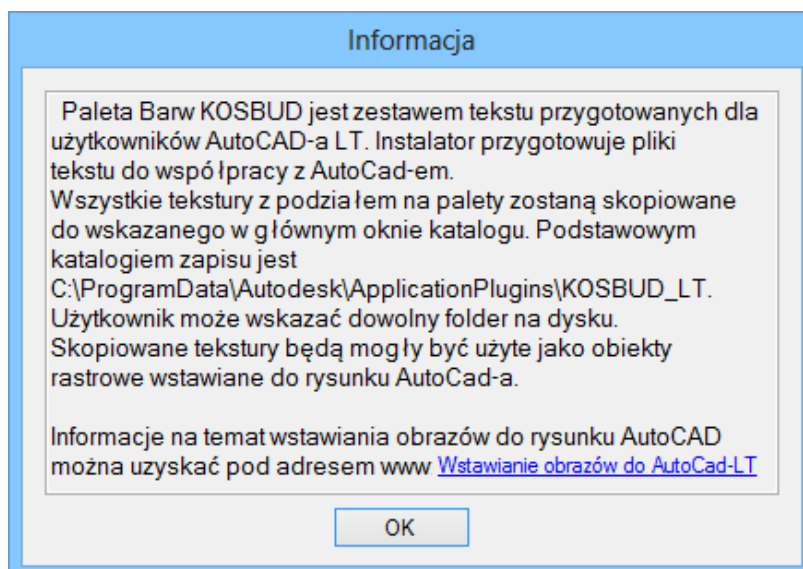 Informacja
Paleta Barw KOSBUD jest zestawem tekstu przygotowanych dla
użytkowników AutoCAD-a LT. Instalator przygotowuje pliki
tekstu do współpracy z AutoCad-em.
Wszystkie tekstury z podziałem na palety zostaną skopiowane
do wskazanego w głównym oknie katalogu. Podstawowym
katalogiem zapisu jest
C:\ProgramData\Autodesk\ApplicationPlugins\KOSBUD_LT.
Użytkownik może wskazać dowolny folder na dysku.
Skopiowane tekstury będą mogły być użyte jako obiekty
rastrowe wstawiane do rysunku AutoCad-a.
Informacje na temat wstawiania obrazów do rysunku AutoCAD
można uzyskać pod adresem www Wstawianie obrazów do AutoCad-LT
OK